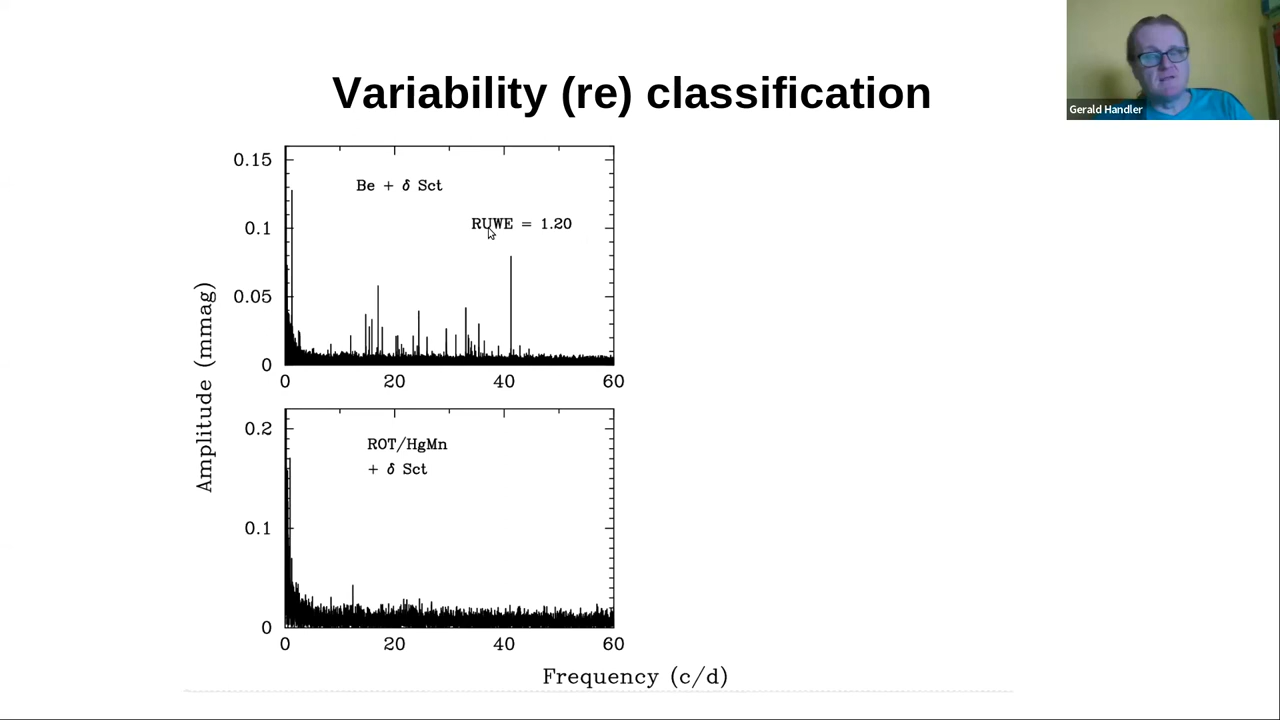 Variability (re) classification
Gerald Handler
Be + δ Sct
RUWE = 1.20
0.15
0.1
0.05
0
0
20
40
60
ROT/HgMn
+ δ Sct
0.2
0.1
0
0
20
40
60
Amplitude (mmag)
Frequency (c/d)